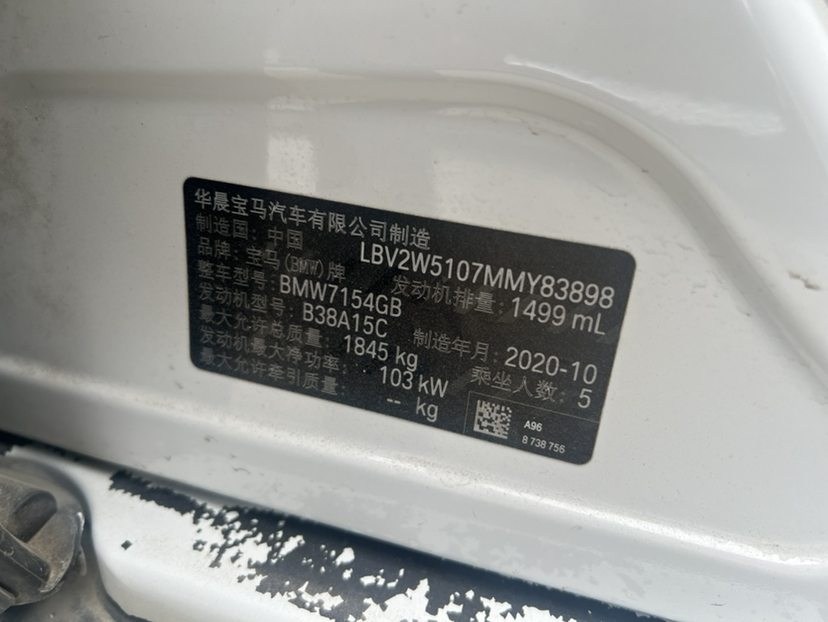 华晨宝马汽车有限公司制造
制造国：中国 LBV2W5107MMY83898
品牌：宝马(BMW)牌
整车型号：BMW7154GB 发动机排量：1499 mL
发动机型号：B38A15C
最大允许总质量：1845 kg 制造年月：2020-10
发动机最大净功率：103 kW 乘坐人数：5
最大允许牵引质量：-- kg
A96
8 738 756